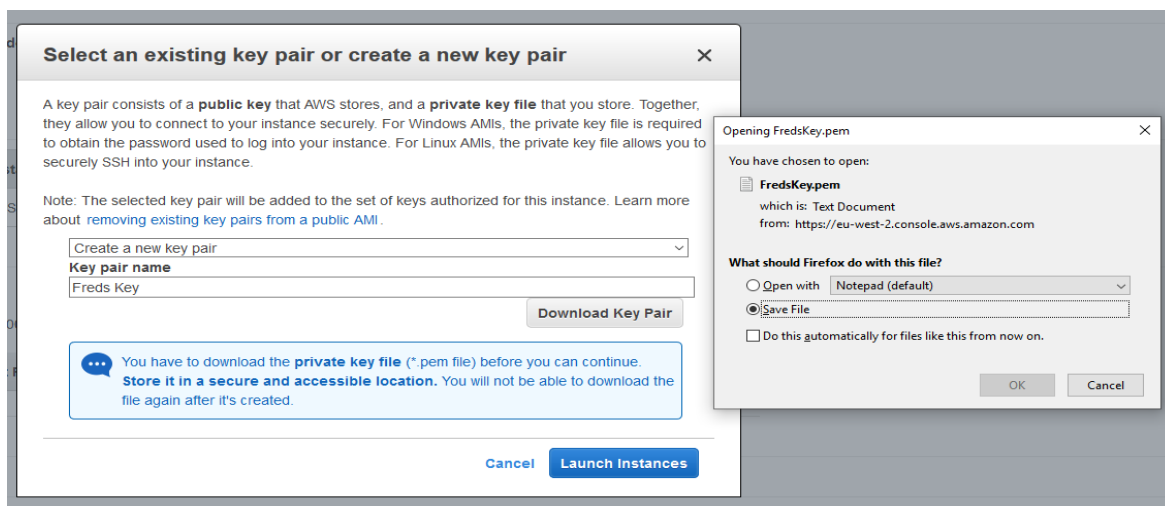 Select an existing key pair or create a new key pair
A key pair consists of a public key that AWS stores, and a private key file that you store. Together,
they allow you to connect to your instance securely. For Windows AMIs, the private key file is required
to obtain the password used to log into your instance. For Linux AMIs, the private key file allows you to
securely SSH into your instance.
Note: The selected key pair will be added to the set of keys authorized for this instance. Learn more
about removing existing key pairs from a public AMI.
Create a new key pair
Key pair name
Freds Key
Download Key Pair
You have to download the private key file (*.pem file) before you can continue.
Store it in a secure and accessible location. You will not be able to download the
file again after it's created.
Cancel
Launch Instances
Opening FredsKey.pem
You have chosen to open:
FredsKey.pem
which is: Text Document
from: https://eu-west-2.console.aws.amazon.com
What should Firefox do with this file?
Open with Notepad (default)
Save File
Do this automatically for files like this from now on.
OK
Cancel